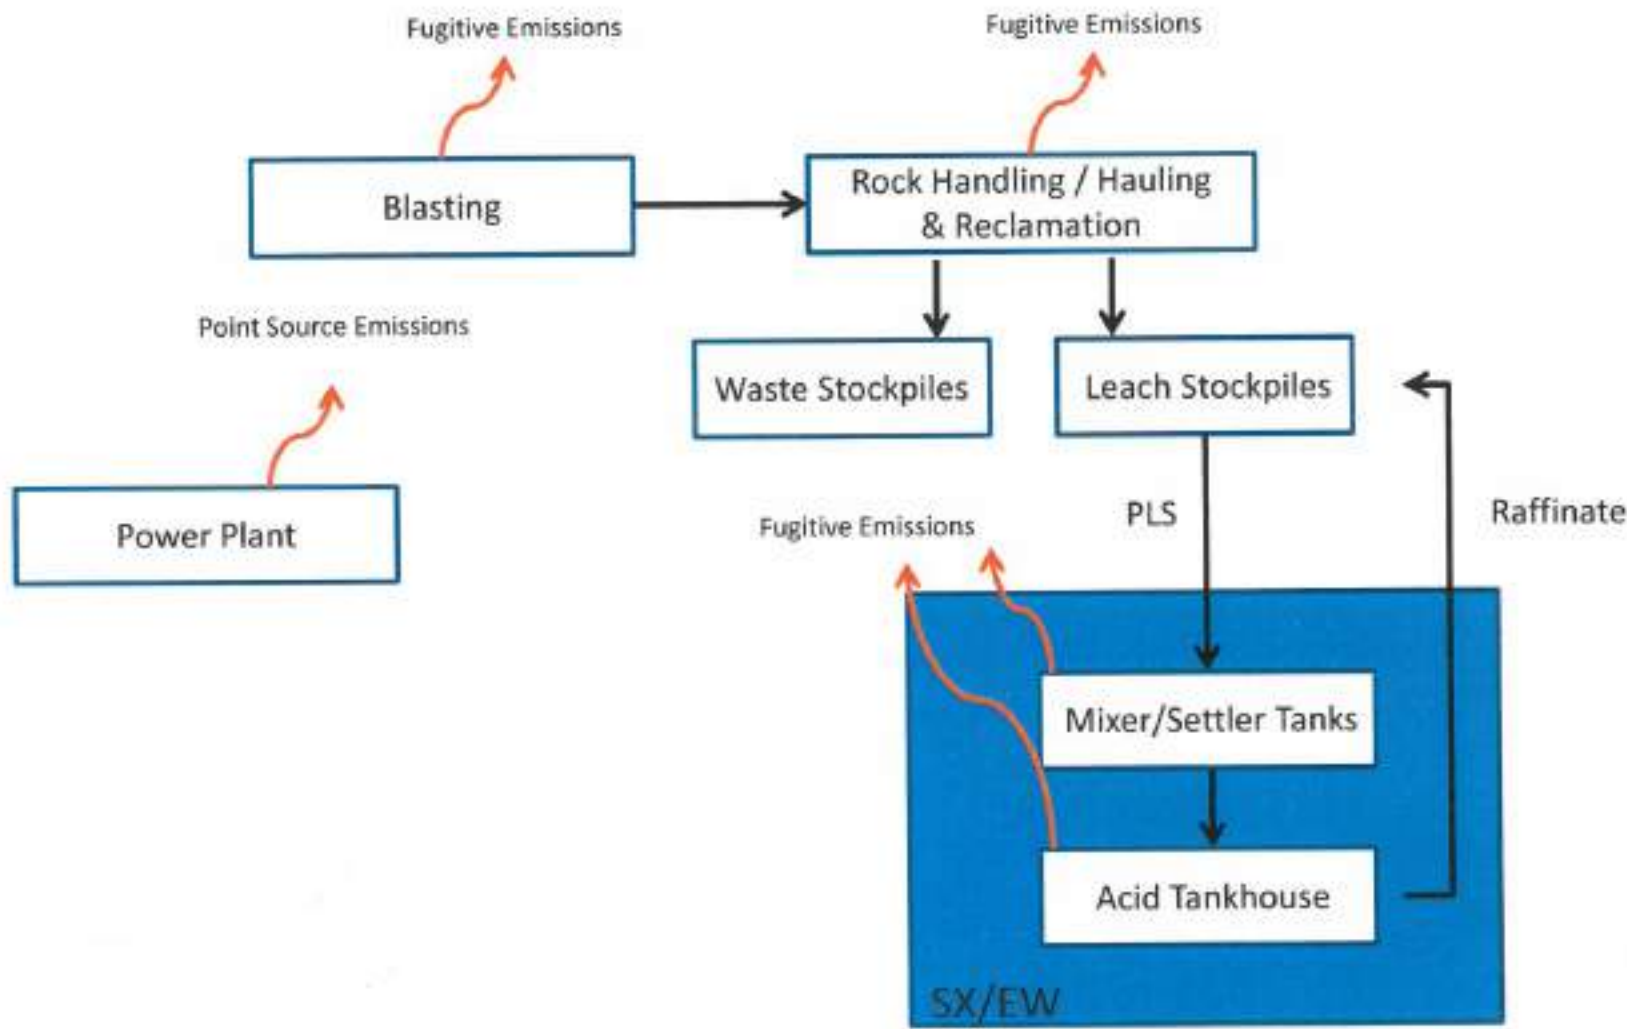 Fugitive Emissions
Fugitive Emissions
Blasting
Rock Handling / Hauling
& Reclamation
Point Source Emissions
Waste Stockpiles
Leach Stockpiles
Power Plant
Fugitive Emissions
PLS
Raffinate
Mixer/Settler Tanks
Acid Tankhouse
SX/EW